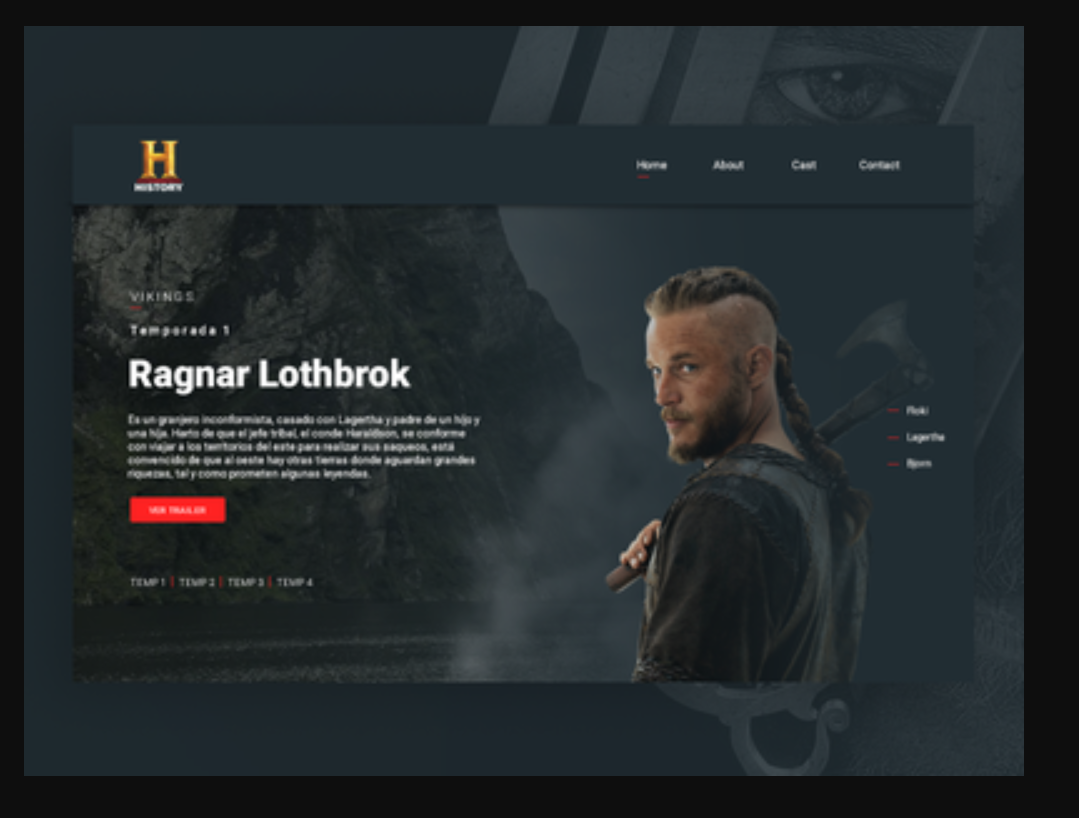 HISTORY
Home About Cast Contact
VIKINGS
Temporada 1
Ragnar Lothbrok
Es un granjero inconformista, casado con Lagertha y padre de un hijo y
una hija. Harto de que el jefe tribal, el conde Haraldson, se conforme
con viajar a los territorios del este para realizar sus saqueos, está
convencido de que al oeste hay otras tierras donde aguardan grandes
riquezas, tal y como prometen algunas leyendas.
VER TRAILER
TEMP 1 | TEMP 2 | TEMP 3 | TEMP 4
Floki
Lagertha
Bjorn